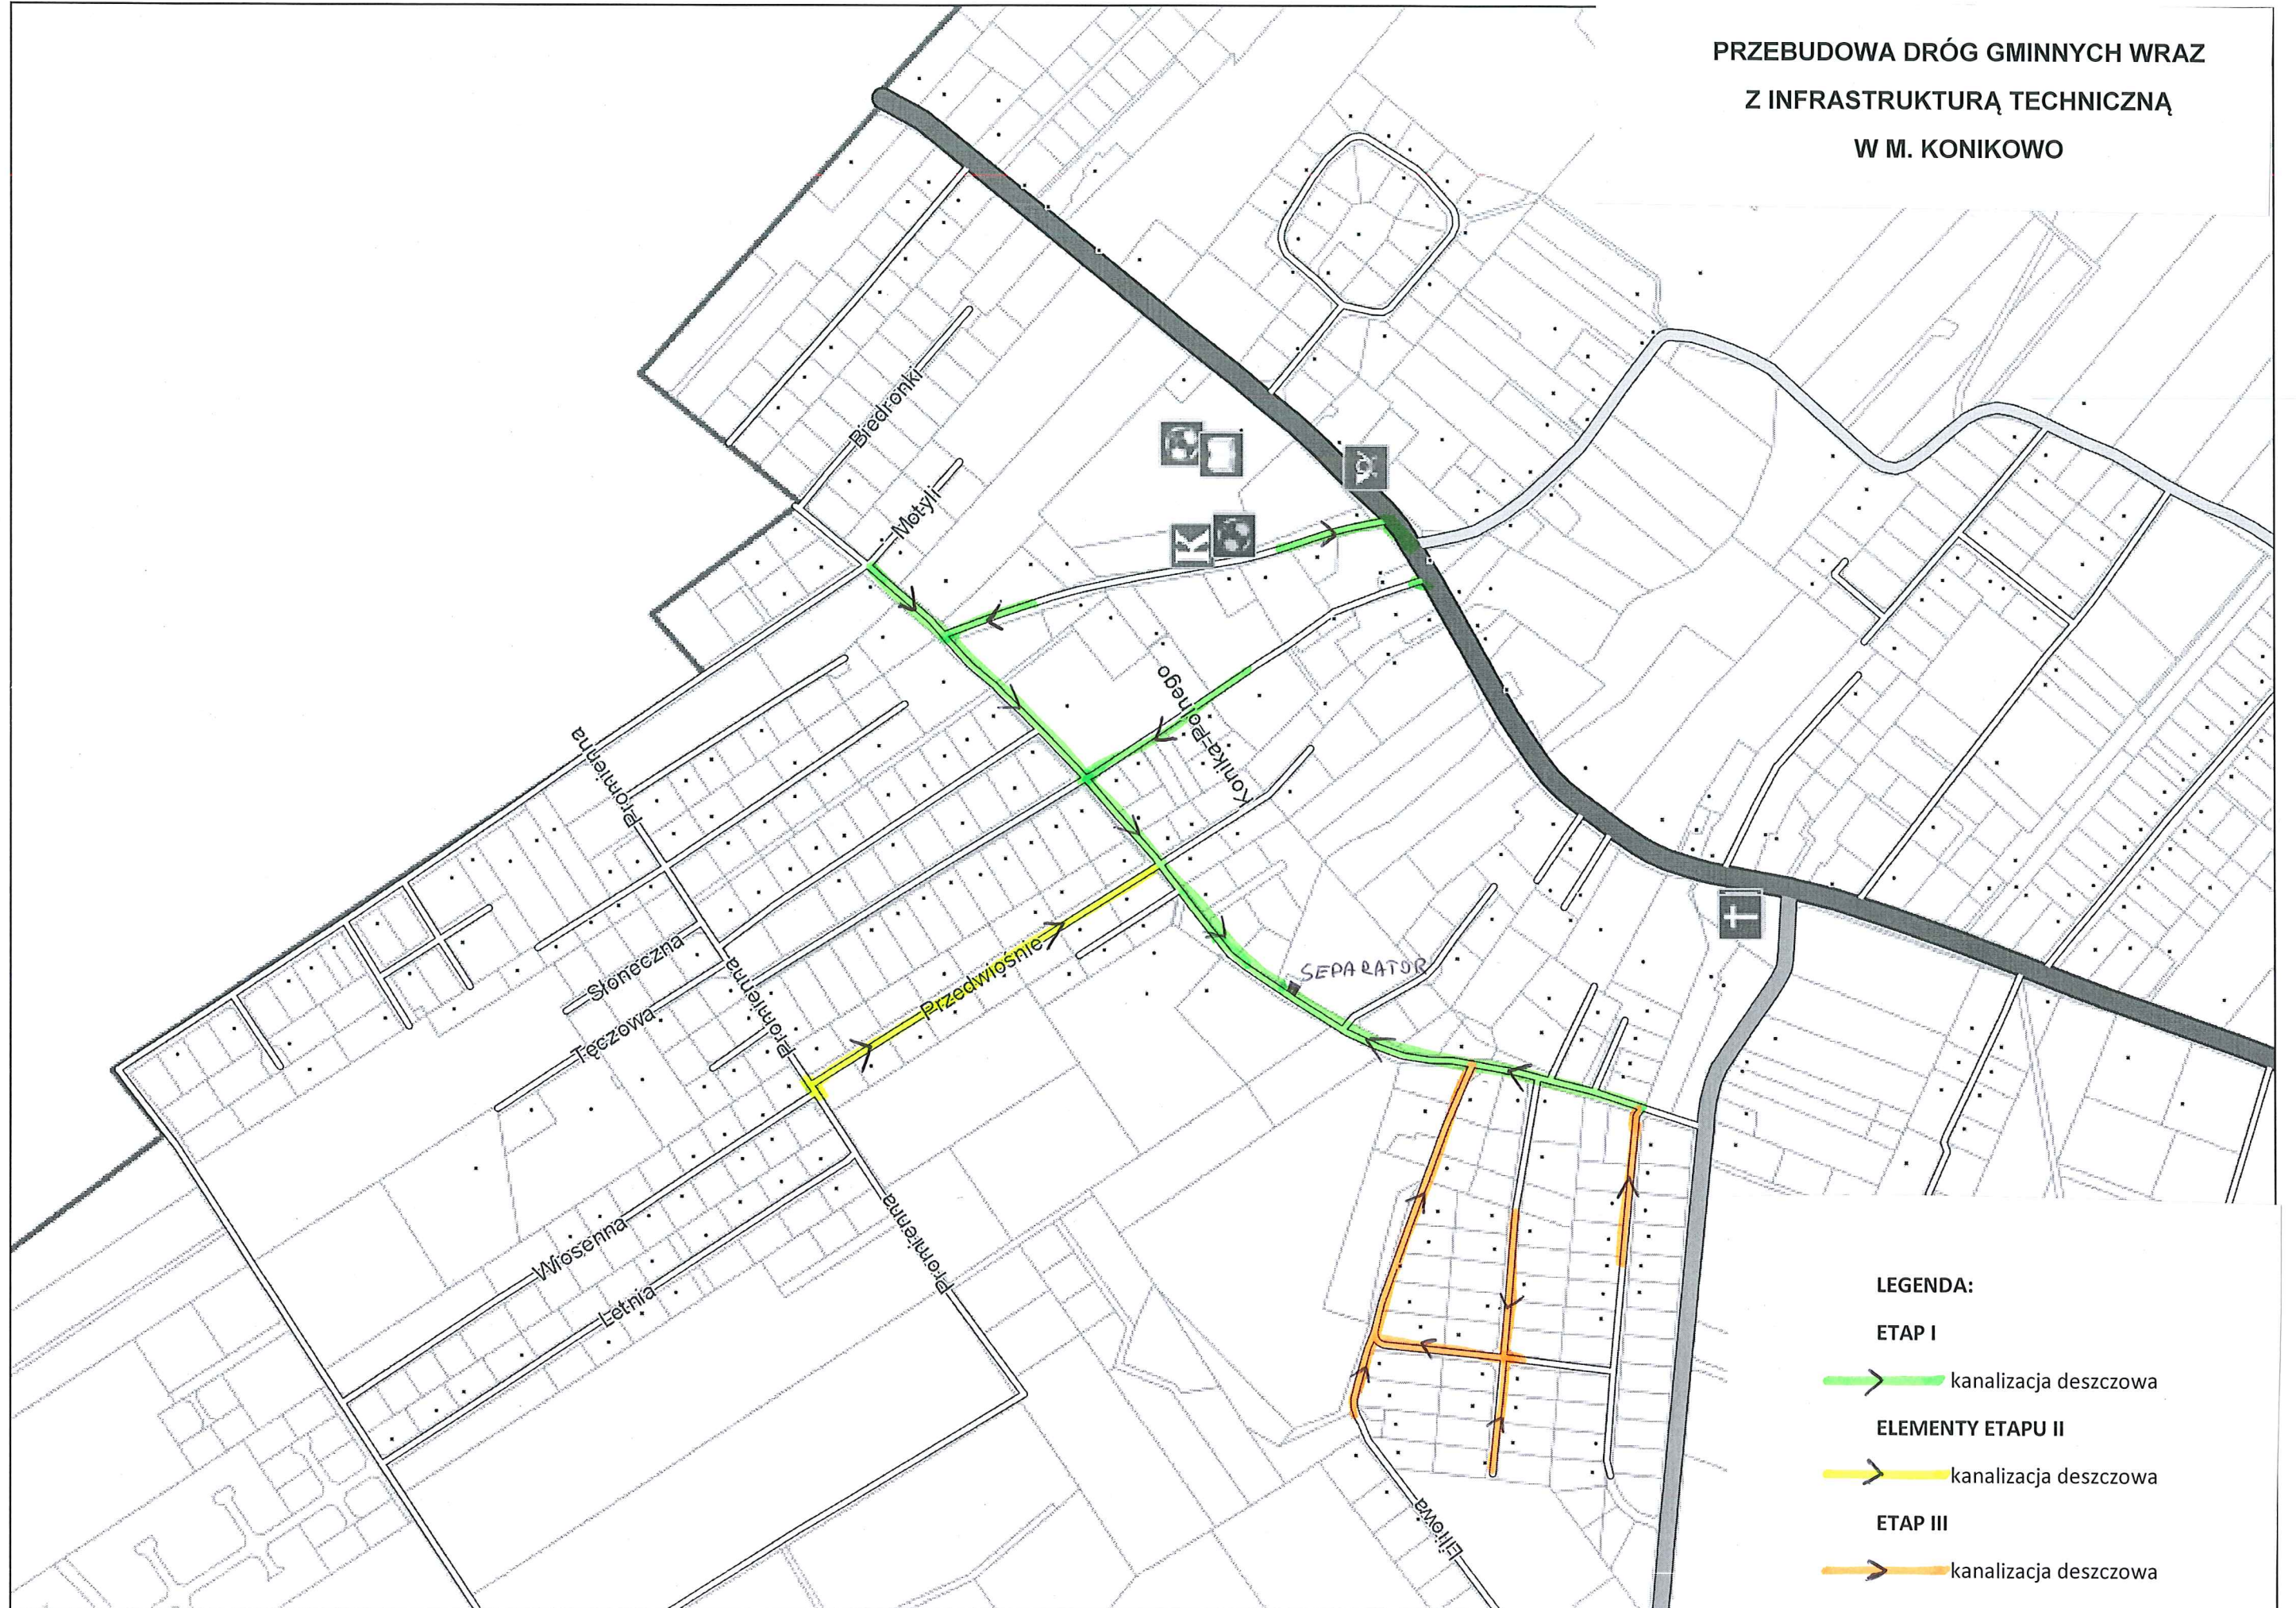 PRZEBUDOWA DRÓG GMINNYCH WRAZ
Z INFRASTRUKTURĄ TECHNICZNĄ
W M. KONIKOWO
Biedronki
Motyli
K
Konika-Polnego
Promienna
Słoneczna
Tęczowa
Promienna
Przedwiośnie
SEPARATOR
Wiosenna
Letnia
Promienna
Liliowa
LEGENDA:
ETAP I
kanalizacja deszczowa
ELEMENTY ETAPU II
kanalizacja deszczowa
ETAP III
kanalizacja deszczowa